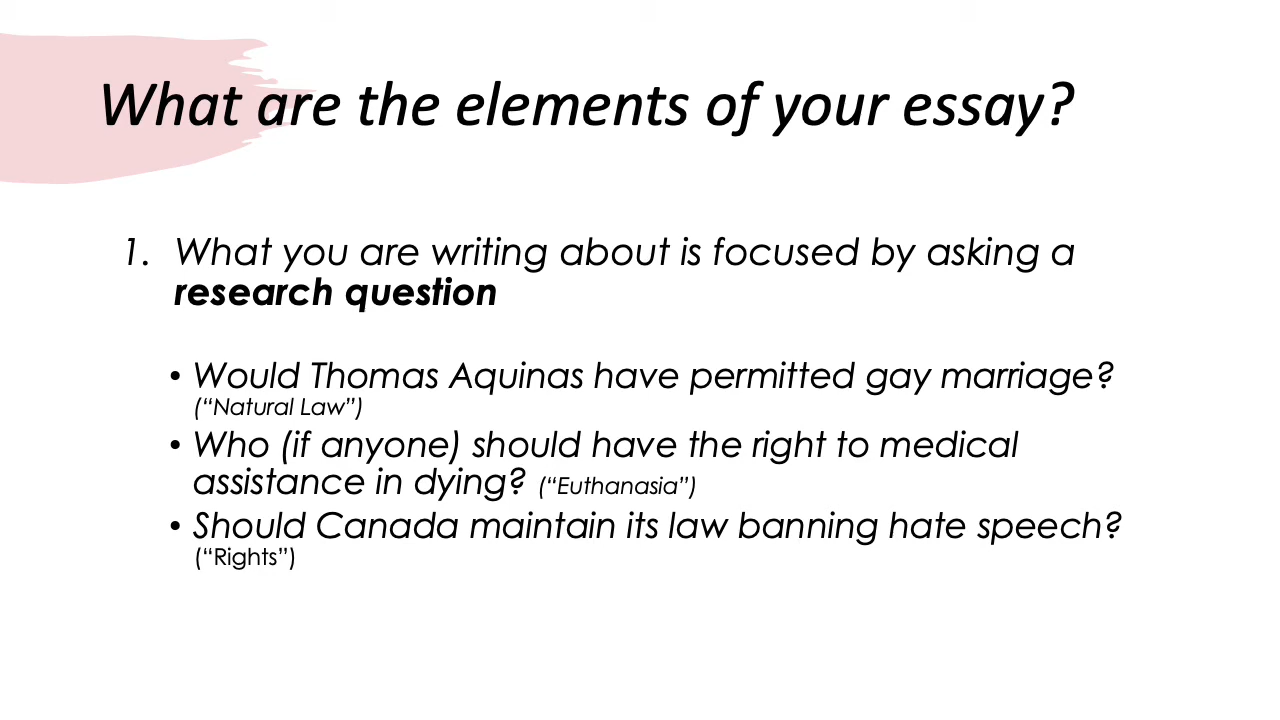 What are the elements of your essay?
1. What you are writing about is focused by asking a
research question
• Would Thomas Aquinas have permitted gay marriage?
(“Natural Law”)
• Who (if anyone) should have the right to medical
assistance in dying? (“Euthanasia”)
• Should Canada maintain its law banning hate speech?
(“Rights”)